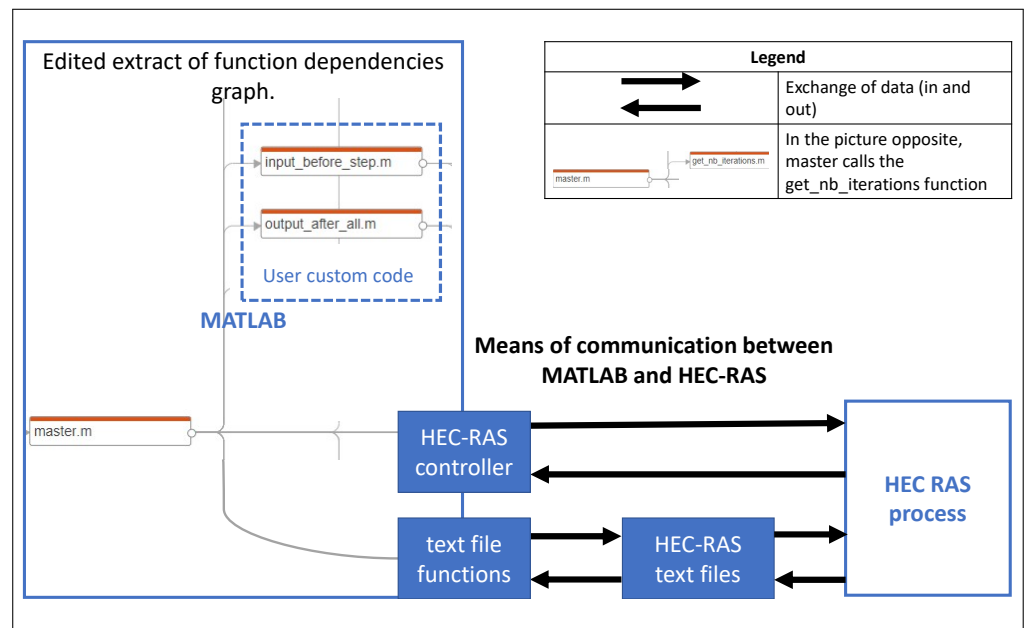 Edited extract of function dependencies
graph.
input_before_step.m
output_after_all.m
User custom code
MATLAB
master.m
Legend
Exchange of data (in and
out)
get_nb_iterations.m
master.m
In the picture opposite,
master calls the
get_nb_iterations function
Means of communication between
MATLAB and HEC-RAS
HEC-RAS
controller
text file
functions
HEC-RAS
text files
HEC RAS
process